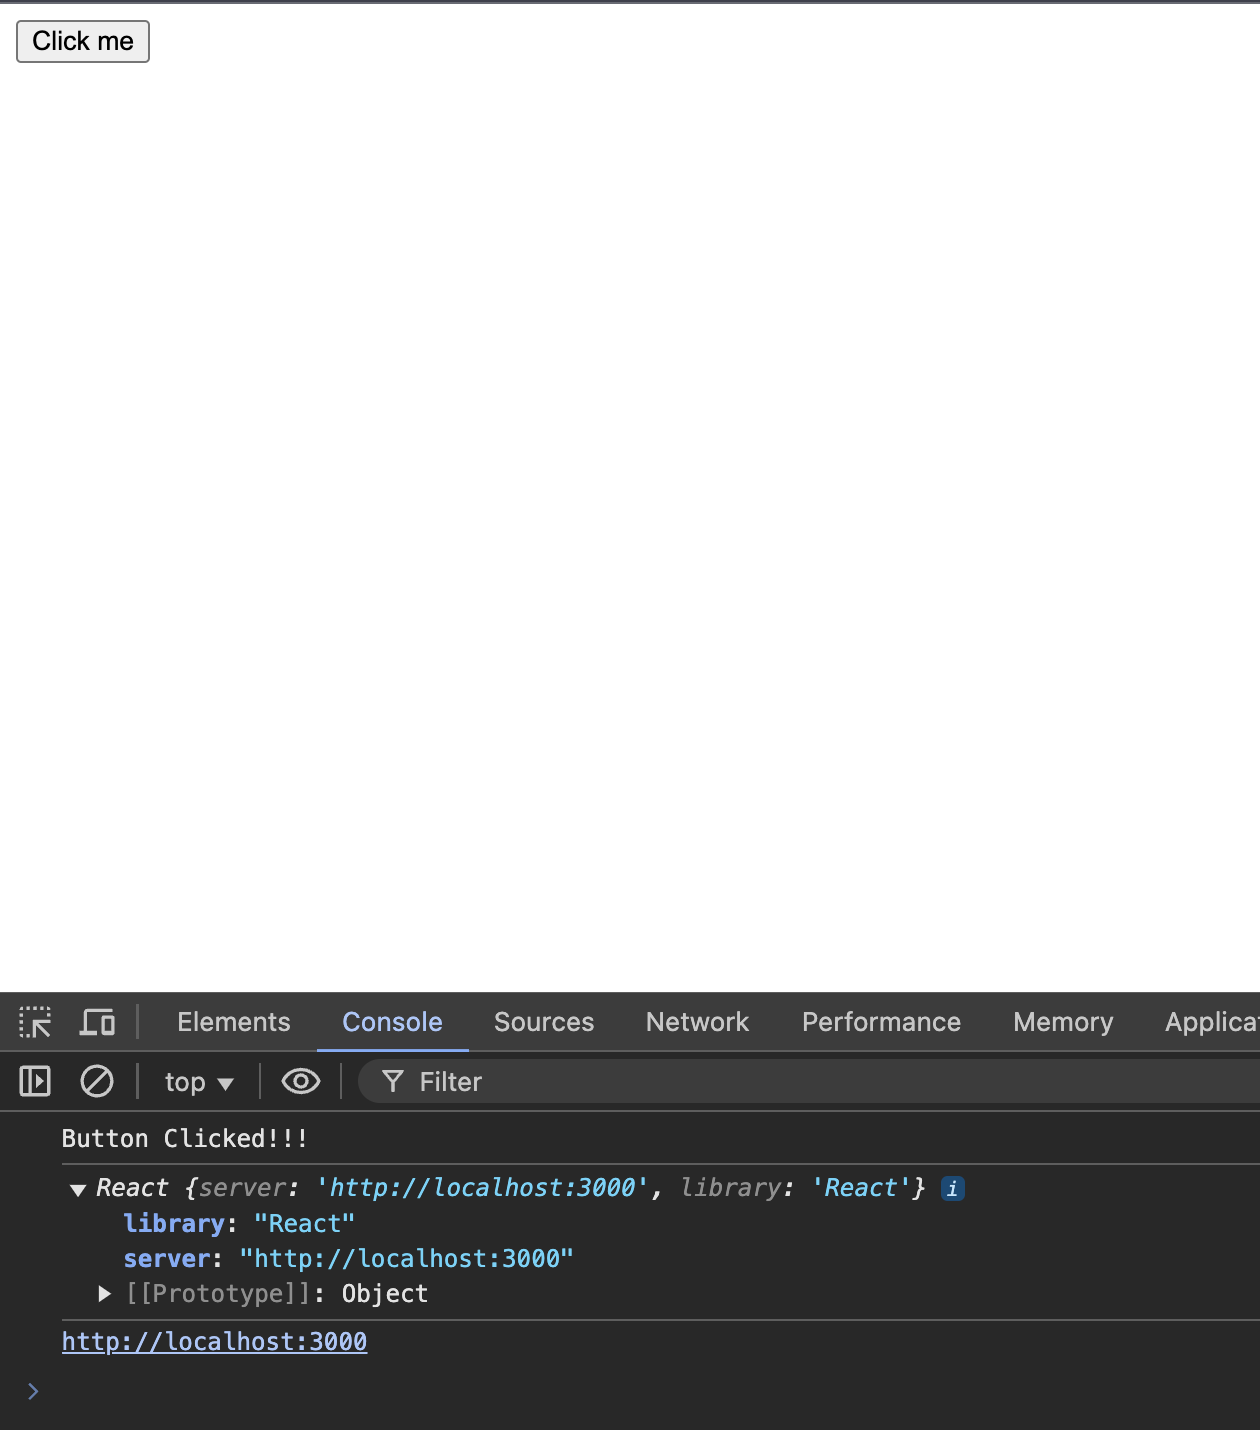 Click me
Elements Console Sources Network Performance Memory Applicat
top Filter
Button Clicked!!!
React {server: 'http://localhost:3000', library: 'React'} i
library: "React"
server: "http://localhost:3000"
[[Prototype]]: Object
http://localhost:3000